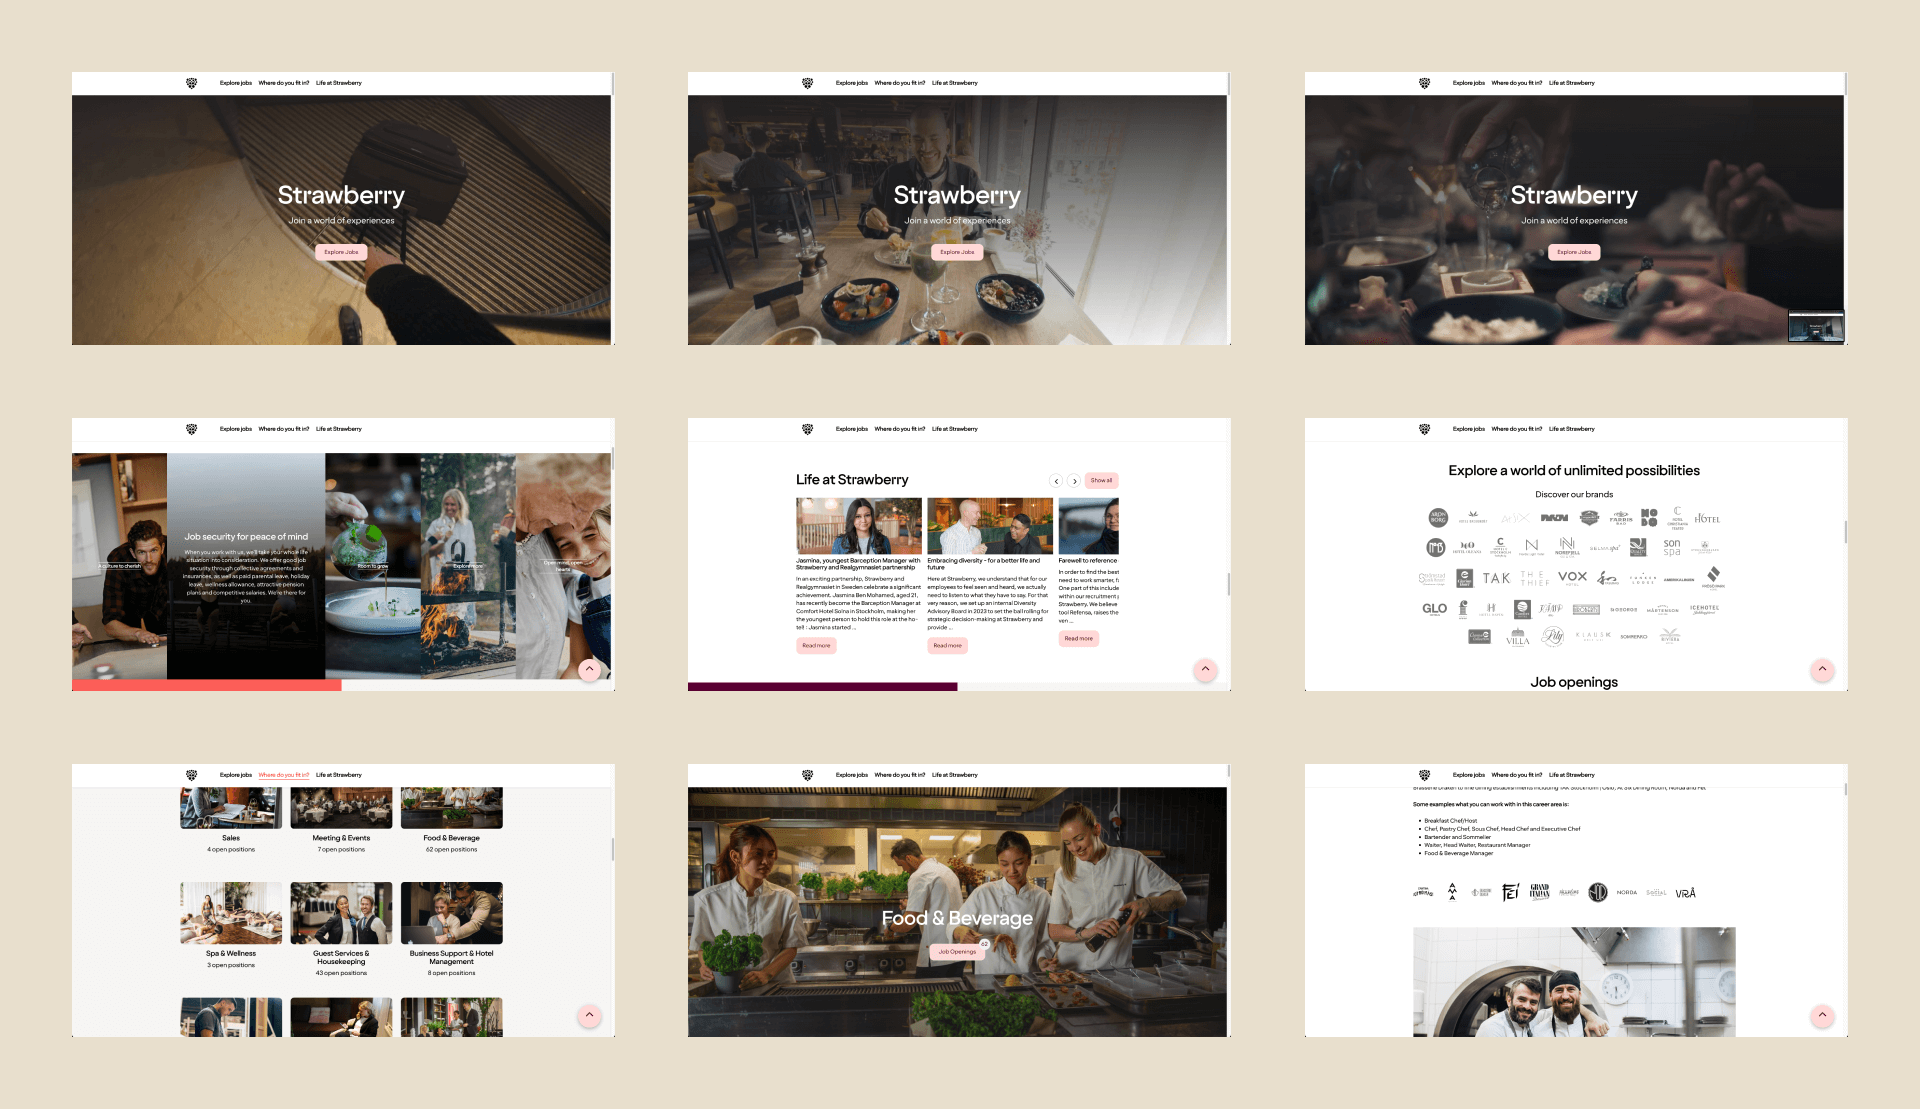 Explore jobs Where do you fit in? Life at Strawberry
Strawberry
Join a world of experiences
Explore Jobs
Explore jobs Where do you fit in? Life at Strawberry
Strawberry
Join a world of experiences
Explore Jobs
Explore jobs Where do you fit in? Life at Strawberry
Strawberry
Join a world of experiences
Explore Jobs
Explore jobs Where do you fit in? Life at Strawberry
A culture to cherish
Job security for peace of mind
When you work with us, we'll take your whole life
situation into consideration. We offer good job
security through collective agreements and
insurances, as well as paid parental leave, holiday
leave, wellness allowance, attractive pension
plans and competitive salaries. We're there for
you.
Room to grow
Explore more
Open mind, open
hearts
Explore jobs Where do you fit in? Life at Strawberry
Life at Strawberry
Show all
Jasmina, youngest Barception Manager with
Strawberry and Realgymnasiet partnership
In an exciting partnership, Strawberry and
Realgymnasiet in Sweden celebrate a significant
achievement. Jasmina Ben Mohamed, aged 21,
has recently become the Barception Manager at
Comfort Hotel Solna in Stockholm, making her
the youngest person to hold this role at the ho-
tel! : Jasmina started ...
Read more
Embracing diversity – for a better life and
future
Here at Strawberry, we understand that for our
employees to feel seen and heard, we actually
need to listen to what they have to say. For that
very reason, we set up an internal Diversity
Advisory Board in 2023 to set the ball rolling for
strategic decision-making at Strawberry and
provide ...
Read more
Farewell to reference
In order to find the best
need to work smarter, f
One part of this include
within our recruitment p
Strawberry. We believe
tool Refensa, raises the
ven ...
Read more
Explore jobs Where do you fit in? Life at Strawberry
Explore a world of unlimited possibilities
Discover our brands
ARON
BORG
FARRIS
BAD
HOTEL
NOREFJELL
son
spa
TAK
THE
THIEF
VOX
HOTEL
AMERIKALINJEN
GLO
ICEHOTEL
VILLA
Lily
KLAUS K
SOMMERRO
Job openings
Explore jobs Where do you fit in? Life at Strawberry
Sales
4 open positions
Meeting & Events
7 open positions
Food & Beverage
62 open positions
Spa & Wellness
3 open positions
Guest Services &
Housekeeping
43 open positions
Business Support & Hotel
Management
8 open positions
Explore jobs Where do you fit in? Life at Strawberry
Food & Beverage
Job Openings
62
Explore jobs Where do you fit in? Life at Strawberry
Some examples what you can work with in this career area is:
Breakfast Chef/Host
Chef, Pastry Chef, Sous Chef, Head Chef and Executive Chef
Bartender and Sommelier
Waiter, Head Waiter, Restaurant Manager
Food & Beverage Manager
FEI
GRAND
ITALIAN
NORDA
SOCIAL
VRÅ